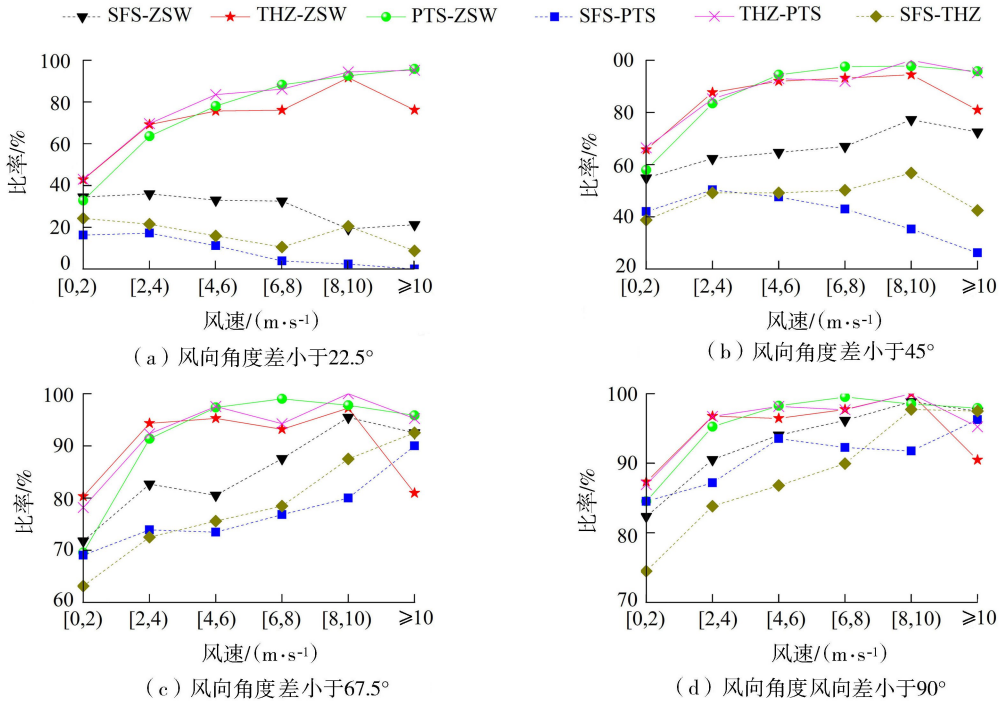 SFS-ZSW THZ-ZSW PTS-ZSW SFS-PTS THZ-PTS SFS-THZ
100
80
60
40
20
0
比率/%
[0,2) [2,4) [4,6) [6,8) [8,10) ≥10
风速/(m·s⁻¹)
(a)风向角度差小于22.5°
00
80
60
40
20
比率/%
[0,2) [2,4) [4,6) [6,8) [8,10) ≥10
风速/(m·s⁻¹)
(b)风向角度差小于45°
100
90
80
70
60
比率/%
[0,2) [2,4) [4,6) [6,8) [8,10) ≥10
风速/(m·s⁻¹)
(c)风向角度差小于67.5°
100
90
80
70
比率/%
[0,2) [2,4) [4,6) [6,8) [8,10) ≥10
风速/(m·s⁻¹)
(d)风向角度风向差小于90°